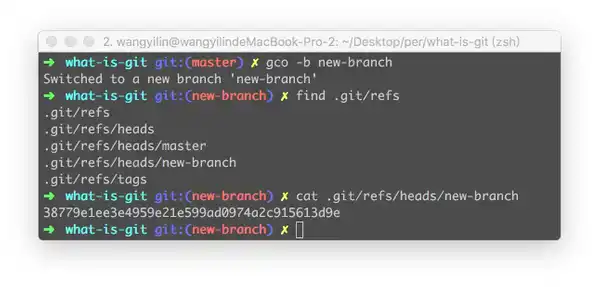 2. wangyilin@wangyilindeMacBook-Pro-2: ~/Desktop/per/what-is-git (zsh)
➜ what-is-git git:(master) ✗ gco -b new-branch
Switched to a new branch 'new-branch'
➜ what-is-git git:(new-branch) ✗ find .git/refs
.git/refs
.git/refs/heads
.git/refs/heads/master
.git/refs/heads/new-branch
.git/refs/tags
➜ what-is-git git:(new-branch) ✗ cat .git/refs/heads/new-branch
38779e1ee3e4959e21e599ad0974a2c915613d9e
➜ what-is-git git:(new-branch) ✗